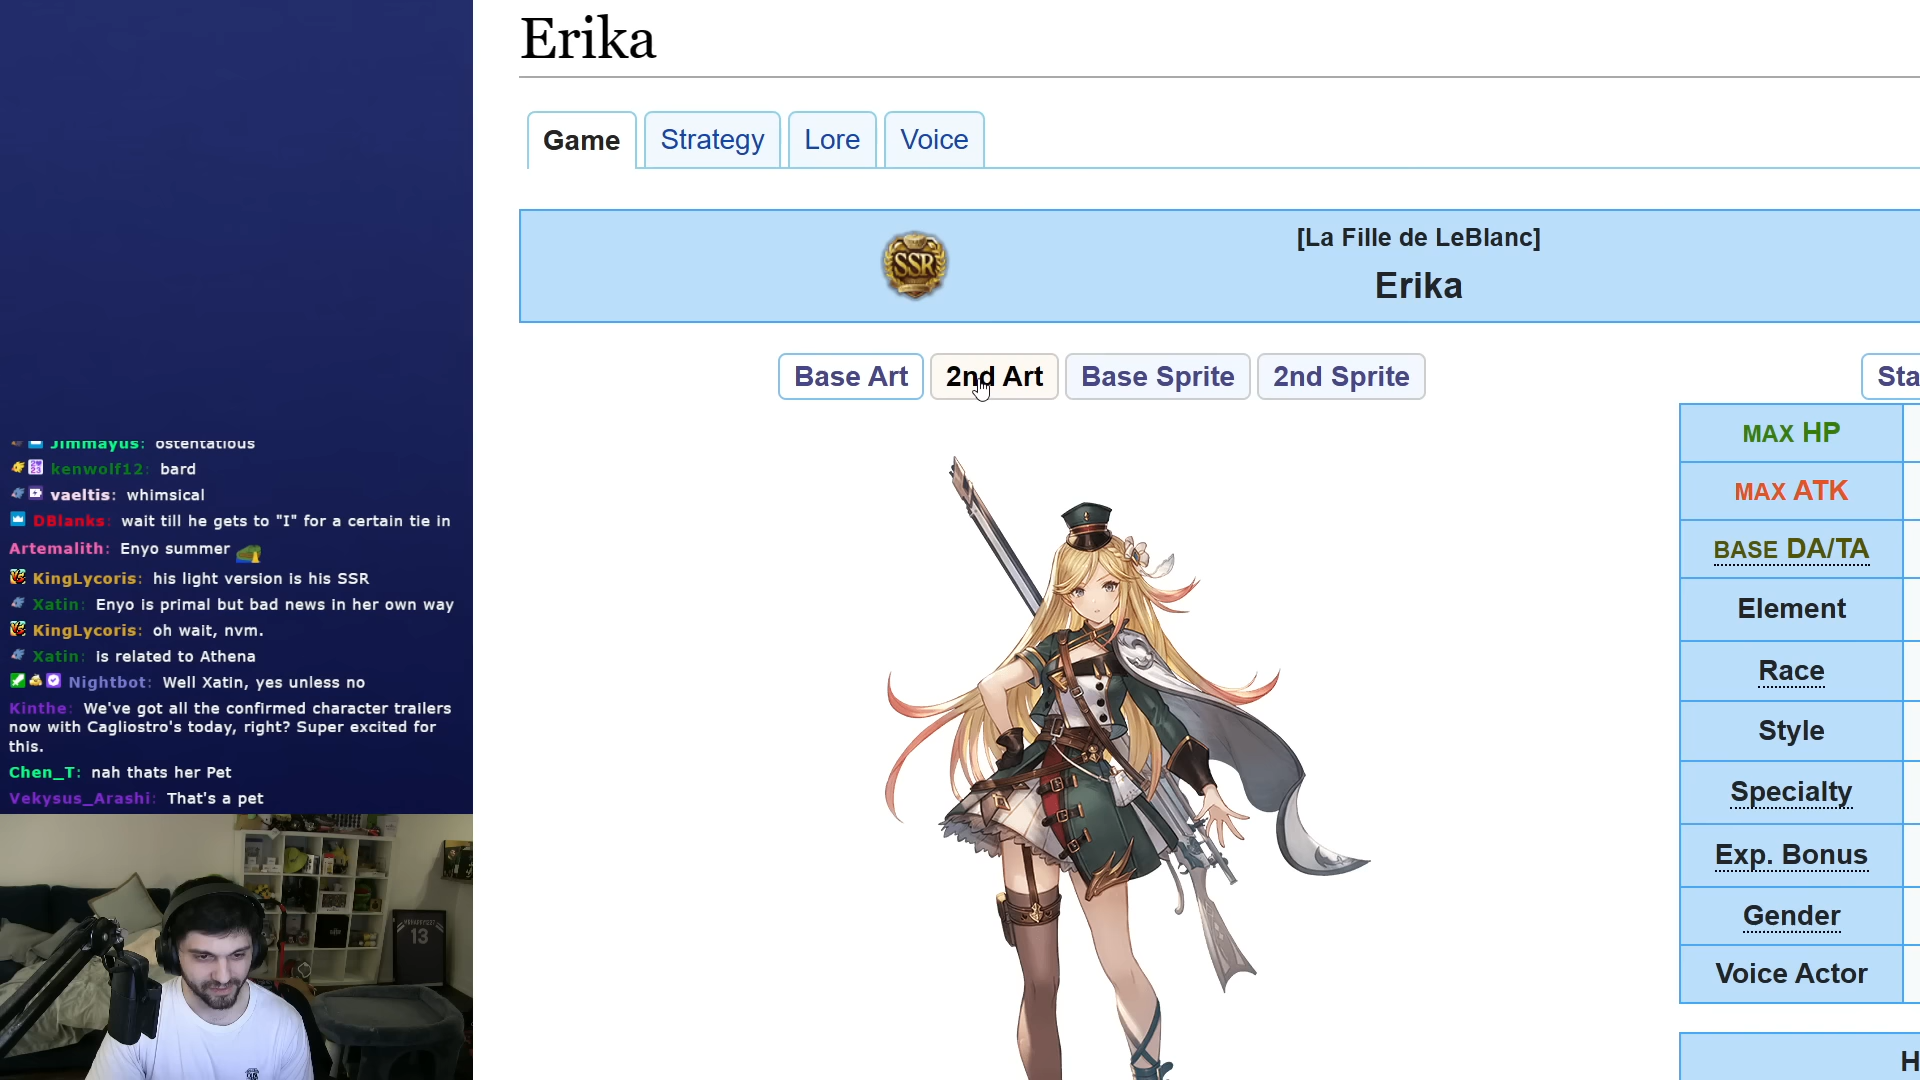 Erika
Game
Strategy
Lore
Voice
SSR
[La Fille de LeBlanc]
Erika
Base Art
2nd Art
Base Sprite
2nd Sprite
Sta
MAX HP
MAX ATK
BASE DA/TA
Element
Race
Style
Specialty
Exp. Bonus
Gender
Voice Actor
H
Jimmayus: ostentatious
kenwolf12: bard
vaeltis: whimsical
DBlanks: wait till he gets to "I" for a certain tie in
Artemalith: Enyo summer
KingLycoris: his light version is his SSR
Xatin: Enyo is primal but bad news in her own way
KingLycoris: oh wait, nvm.
Xatin: is related to Athena
Nightbot: Well Xatin, yes unless no
Kinthe: We've got all the confirmed character trailers
now with Cagliostro's today, right? Super excited for
this.
Chen_T: nah thats her Pet
Vekysus_Arashi: That's a pet
13